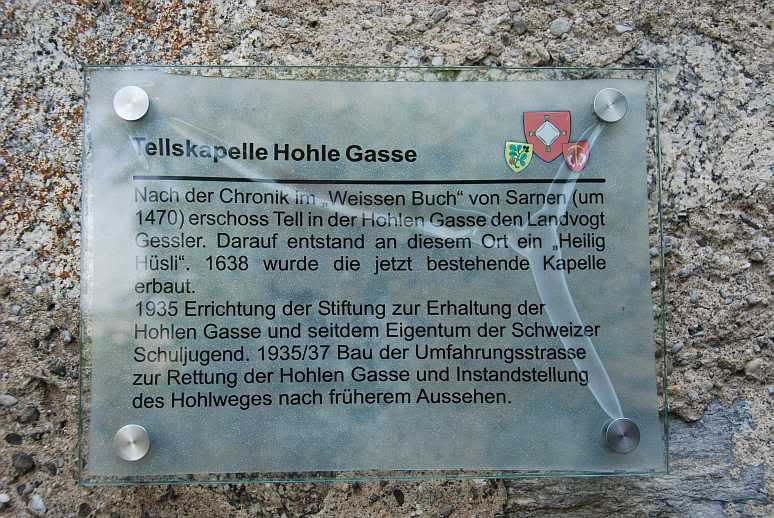 Tellskapelle Hohle Gasse
Nach der Chronik im „Weissen Buch“ von Sarnen (um
1470) erschoss Tell in der Hohlen Gasse den Landvogt
Gessler. Darauf entstand an diesem Ort ein „Heilig
Hüsli“. 1638 wurde die jetzt bestehende Kapelle
erbaut.
1935 Errichtung der Stiftung zur Erhaltung der
Hohlen Gasse und seitdem Eigentum der Schweizer
Schuljugend. 1935/37 Bau der Umfahrungsstrasse
zur Rettung der Hohlen Gasse und Instandstellung
des Hohlweges nach früherem Aussehen.